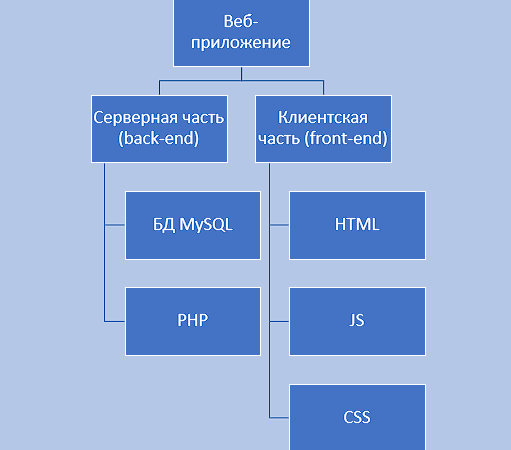 Веб-
приложение
Серверная часть
(back-end)
Клиентская
часть (front-end)
БД MySQL
HTML
PHP
JS
CSS